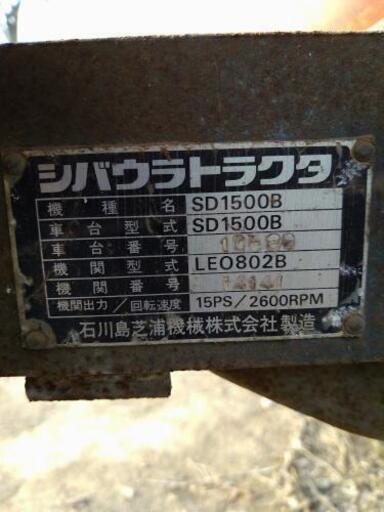 シバウラトラクタ
機種名 SD1500B
車台型式 SD1500B
車台番号
機関型式 LEO802B
機関番号 14141
機関出力/回転速度 15PS/2600RPM
石川島芝浦機械株式会社製造